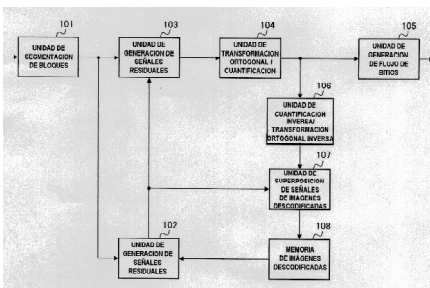 101
UNIDAD DE
SEGMENTACION
DE BLOQUES
103
UNIDAD DE
GENERACION DE
SEÑALES
RESIDUALES
104
UNIDAD DE
TRANSFORMACION
ORTOGONAL /
CUANTIFICACION
105
UNIDAD DE
GENERACION
DE FLUJO DE
BITIOS
106
UNIDAD DE
CUANTIFICACION
INVERSA/
TRANSFORMACION
ORTOGONAL INVERSA
107
UNIDAD DE
SUPERPOSICION
DE SEÑALES
DE IMAGENES
DESCODIFICADAS
102
UNIDAD DE
GENERACION DE
SEÑALES
RESIDUALES
108
MEMORIA
DE IMÁGENES
DESCODIFICADAS